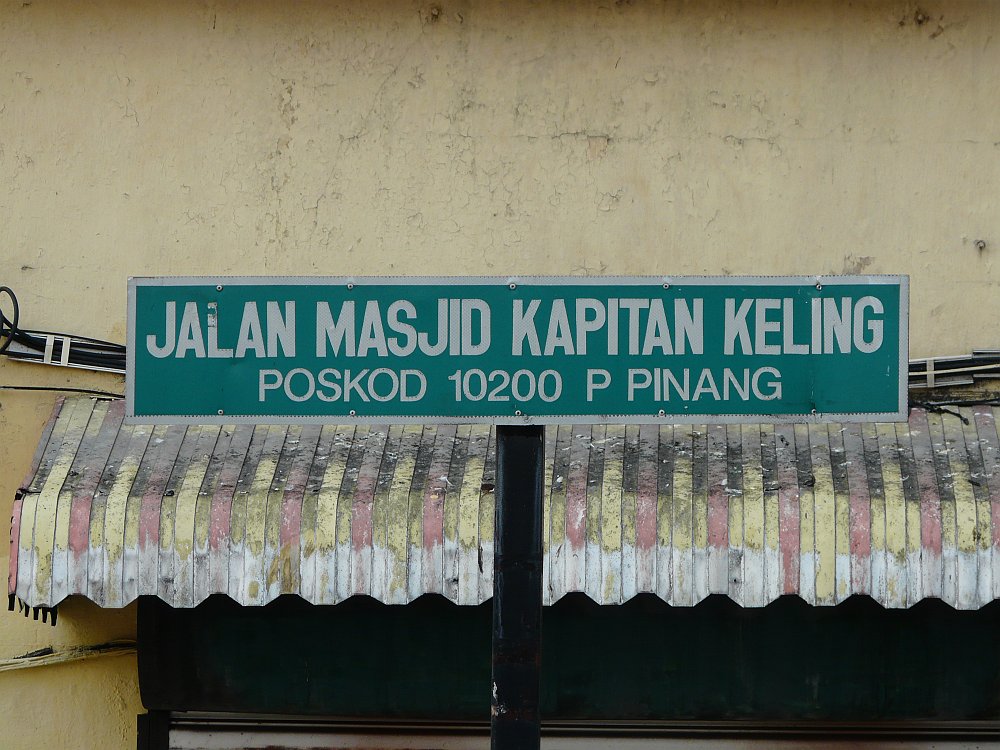 JALAN MASJID KAPITAN KELING
POSKOD 10200 P PINANG